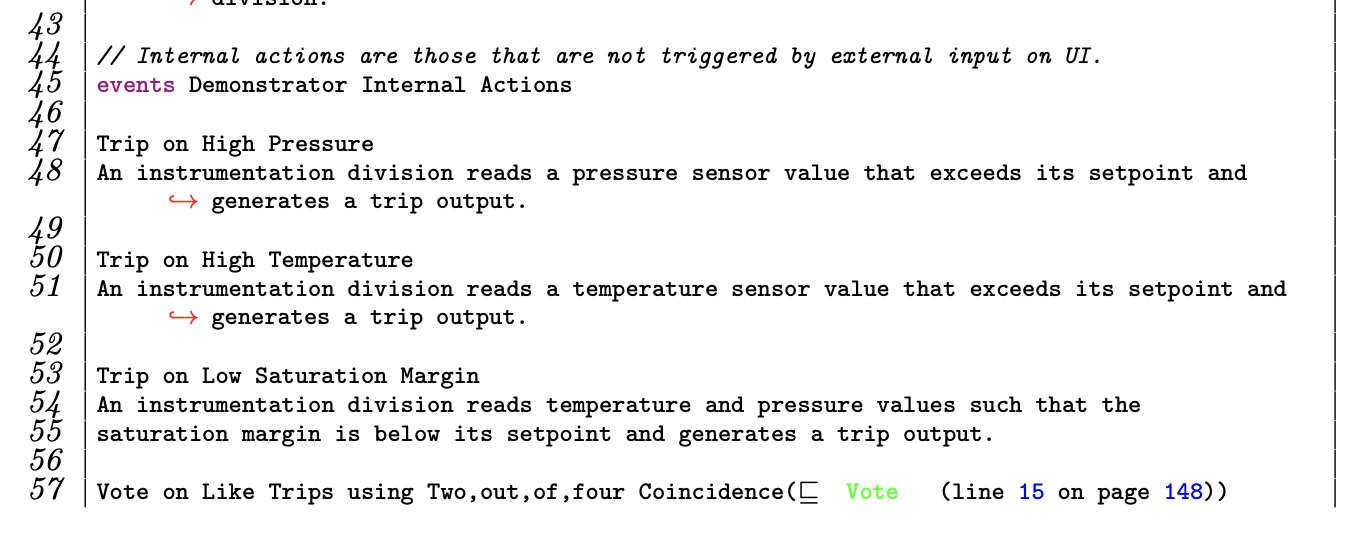 division.
43
44 // Internal actions are those that are not triggered by external input on UI.
45 events Demonstrator Internal Actions
46
47 Trip on High Pressure
48 An instrumentation division reads a pressure sensor value that exceeds its setpoint and
↪ generates a trip output.
49
50 Trip on High Temperature
51 An instrumentation division reads a temperature sensor value that exceeds its setpoint and
↪ generates a trip output.
52
53 Trip on Low Saturation Margin
54 An instrumentation division reads temperature and pressure values such that the
55 saturation margin is below its setpoint and generates a trip output.
56
57 Vote on Like Trips using Two,out,of,four Coincidence(⊑ Vote (line 15 on page 148))